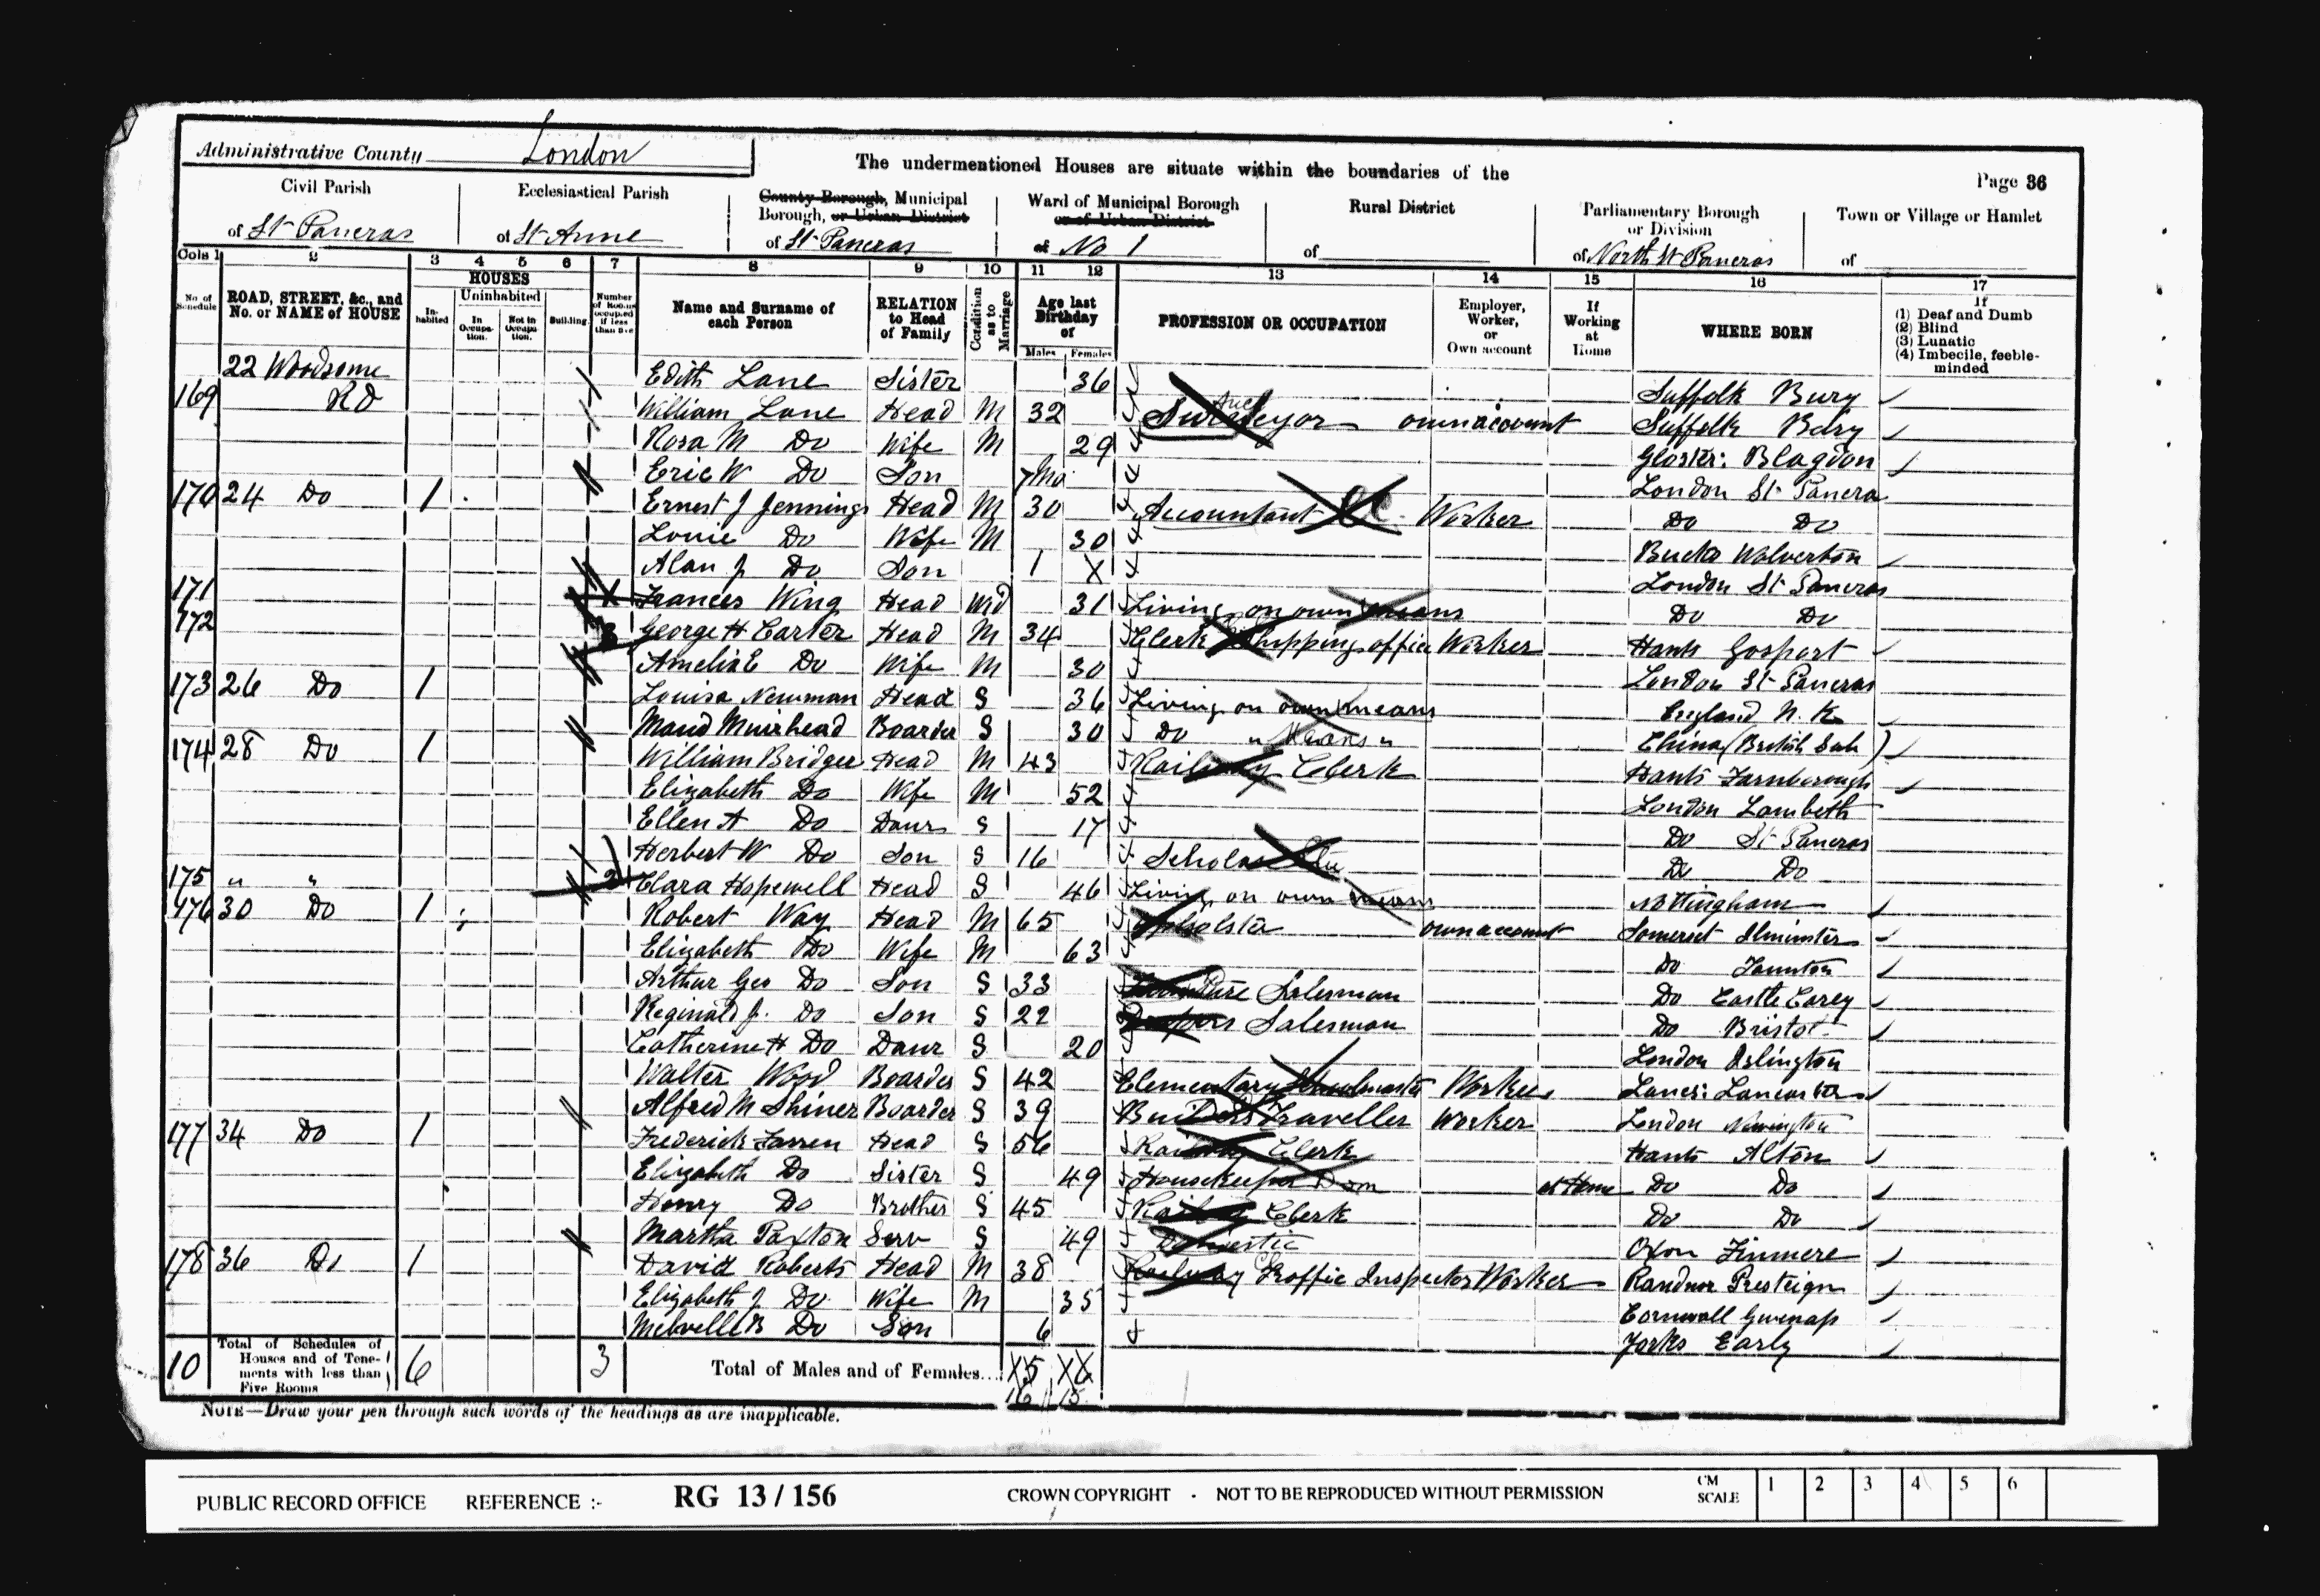 Administrative County London
The undermentioned Houses are situate within the boundaries of the
Page 36
Civil Parish of St Pancras
Ecclesiastical Parish of St Anne
County Borough, Municipal Borough, or Urban District of St Pancras
Ward of Municipal Borough or of Urban District of No 1
Rural District of
Parliamentary Borough or Division of North St Pancras
Town or Village or Hamlet of
Cols 1 2 3 4 5 6 7 8 9 10 11 12 13 14 15 16 17
No of Schedule
ROAD, STREET, &c., and No. or NAME of HOUSE
HOUSES
Inhabited
Uninhabited
In Occupation.
Not in Occupation.
Building
Number of Rooms occupied if less than five
Name and Surname of each Person
RELATION to Head of Family
Condition as to Marriage
Age last Birthday of
Males Females
PROFESSION OR OCCUPATION
Employer, Worker, or Own account
If Working at Home
WHERE BORN
If
(1) Deaf and Dumb
(2) Blind
(3) Lunatic
(4) Imbecile, feeble-minded
22 Woodsome Edith Lane Sister 36 Suffolk Bury
169 Rd William Lane Head M 32 Surveyor Auc own account Suffolk Bury
Rosa M Do Wife M 29 Gloster: Blagdon
Eric W Do Son 7 Mo London St Pancra
170 24 Do 1 Ernest J Jennings Head M 30 Accountant Worker Do Do
Louie Do Wife M 30 Bucks Wolverton
Alan J Do Son 1 X London St Pancras
171 Frances Wing Head Wid 31 Living on own means Do Do
172 3 George H Carter Head M 34 Clerk Shipping office Worker Hants Gosport
Amelia E Do Wife M 30 London St Pancras
173 26 Do 1 Louisa Newman Head S 36 Living on own means England N. K.
Maud Muirhead Boarder S 30 Do " Means " China (British Sub)
174 28 Do 1 William Bridger Head M 43 Railway Clerk Hants Farnborough
Elizabeth Do Wife M 52 London Lambeth
Ellen A Do Daur S 17 Do St Pancras
Herbert W Do Son S 16 Scholar Stu Do Do
175 " " 2 Clara Hopewell Head S 46 Living on own means Nottingham
176 30 Do 1 Robert Way Head M 65 Upholster own account Somerset Ilminster
Elizabeth Do Wife M 63 Do Taunton
Arthur Geo Do Son S 33 Furniture Salesman Do Castle Carey
Reginald J. Do Son S 22 Drapers Salesman Do Bristol
Catherine H Do Daur S 20 London Islington
Walter Wood Boarder S 42 Elementary Schoolmaster Worker Lancs: Lancaster
Alfred M Shiner Boarder S 39 Builders Traveller Worker London Newington
177 34 Do 1 Frederick Farren Head S 56 Railway Clerk Hants Alton
Elizabeth Do Sister S 49 Housekeeper Dom at Home Do Do
Henry Do Brother S 45 Railway Clerk Do Do
Martha Paxton Serv S 49 Domestic Oxon Finmere
178 36 Do 1 David Roberts Head M 38 Railway Traffic Inspector Worker Randnor Presteign
Elizabeth J Do Wife M 35 Cornwall Gwenap
Melville B Do Son 6 Yorks Early
10 Total of Schedules of Houses and of Tenements with less than Five Rooms 6 3 Total of Males and of Females...
16 15
NOTE—Draw your pen through such words of the headings as are inapplicable.
PUBLIC RECORD OFFICE REFERENCE :- RG 13 / 156 CROWN COPYRIGHT - NOT TO BE REPRODUCED WITHOUT PERMISSION CM SCALE 1 2 3 4 5 6